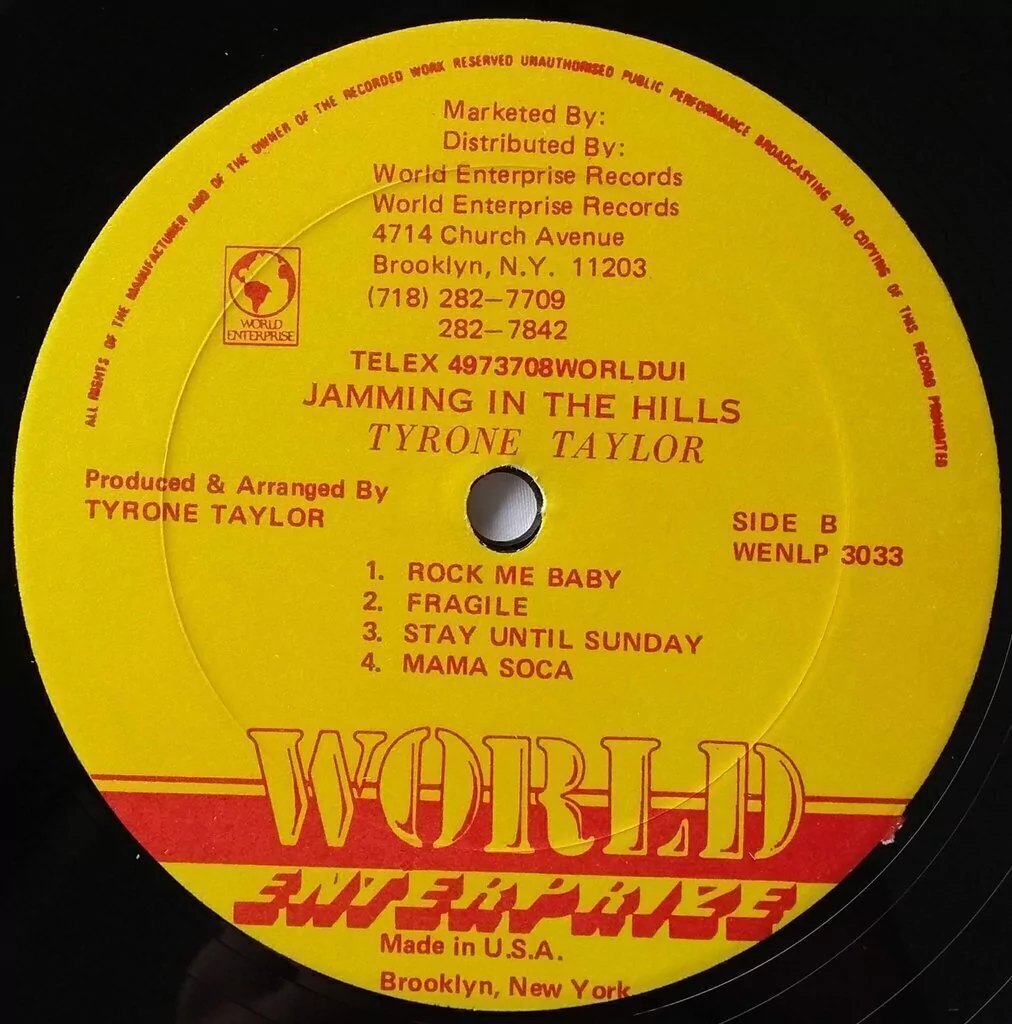 ALL RIGHTS OF THE MANUFACTURER AND OF THE OWNER OF THE RECORDED WORK RESERVED UNAUTHORISED PUBLIC PERFORMANCE BROADCASTING AND COPYING OF THIS RECORD PROHIBITED
Marketed By:
Distributed By:
World Enterprise Records
World Enterprise Records
4714 Church Avenue
Brooklyn, N.Y. 11203
(718) 282-7709
282-7842
WORLD
ENTERPRISE
TELEX 4973708WORLDUI
JAMMING IN THE HILLS
TYRONE TAYLOR
Produced & Arranged By
TYRONE TAYLOR
SIDE B
WENLP 3033
1. ROCK ME BABY
2. FRAGILE
3. STAY UNTIL SUNDAY
4. MAMA SOCA
WORLD
ENTERPRIZE
Made in U.S.A.
Brooklyn, New York